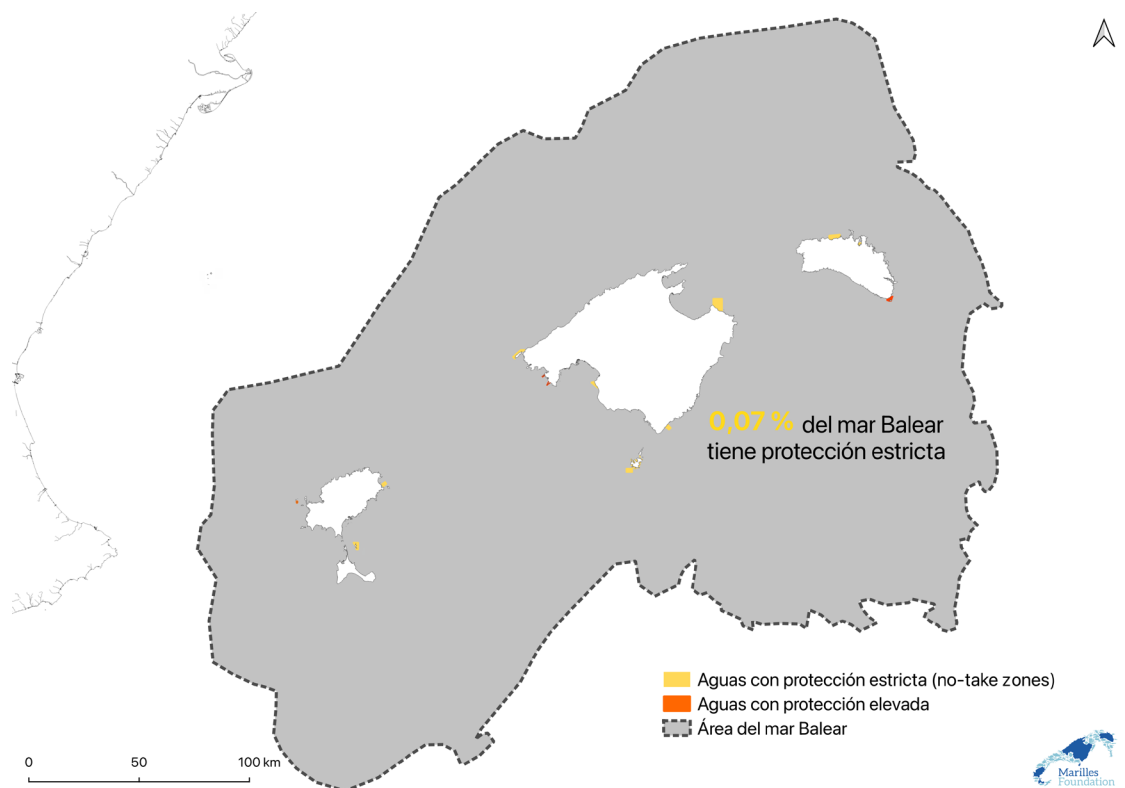 0,07 % del mar Balear
tiene protección estricta
Aguas con protección estricta (no-take zones)
Aguas con protección elevada
Área del mar Balear
0 50 100 km
Marilles
Foundation